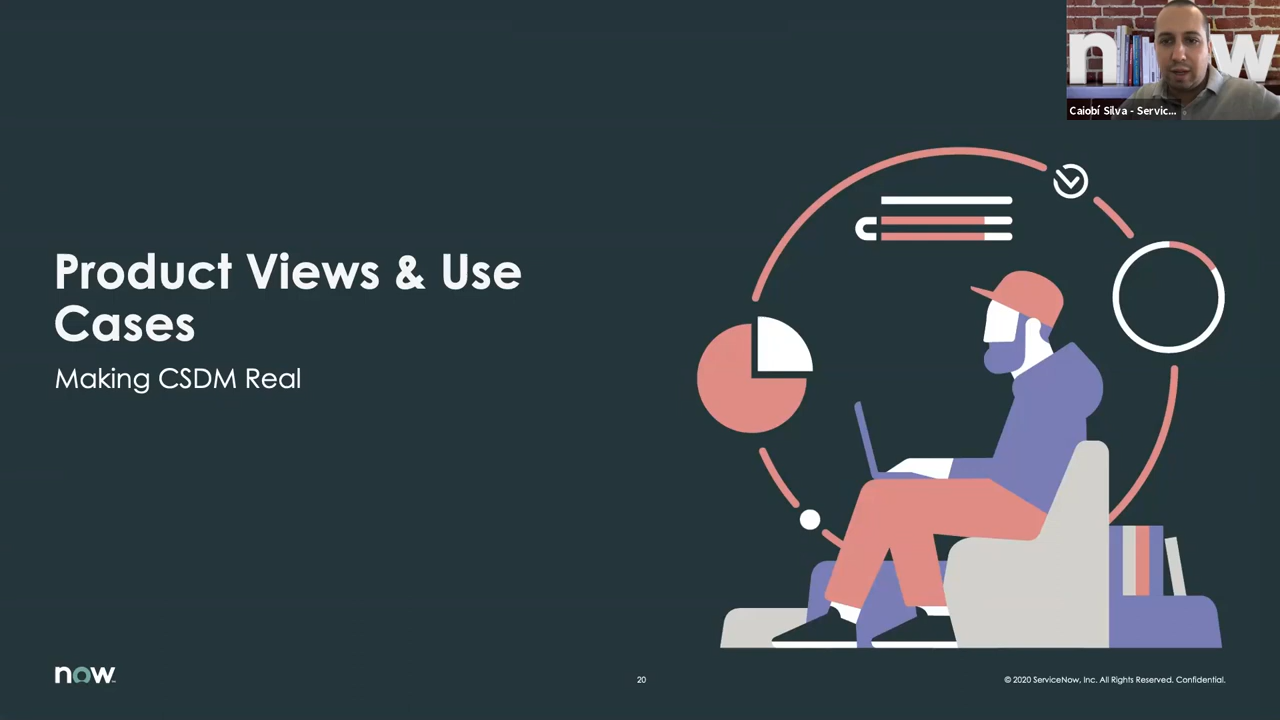 now
Caiobí Silva - Servic...
Product Views & Use
Cases
Making CSDM Real
now
20
© 2020 ServiceNow, Inc. All Rights Reserved. Confidential.